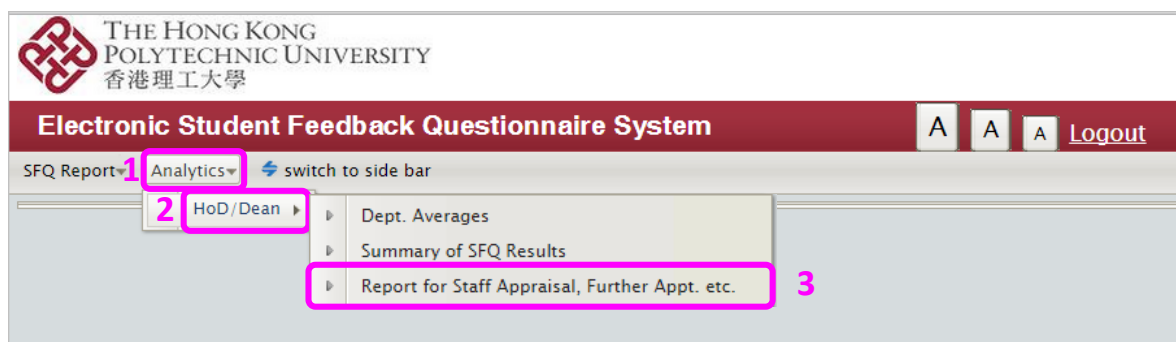 THE HONG KONG
POLYTECHNIC UNIVERSITY
香港理工大學
Electronic Student Feedback Questionnaire System
A A A Logout
SFQ Report 1 Analytics switch to side bar
2 HoD/Dean
Dept. Averages
Summary of SFQ Results
Report for Staff Appraisal, Further Appt. etc. 3